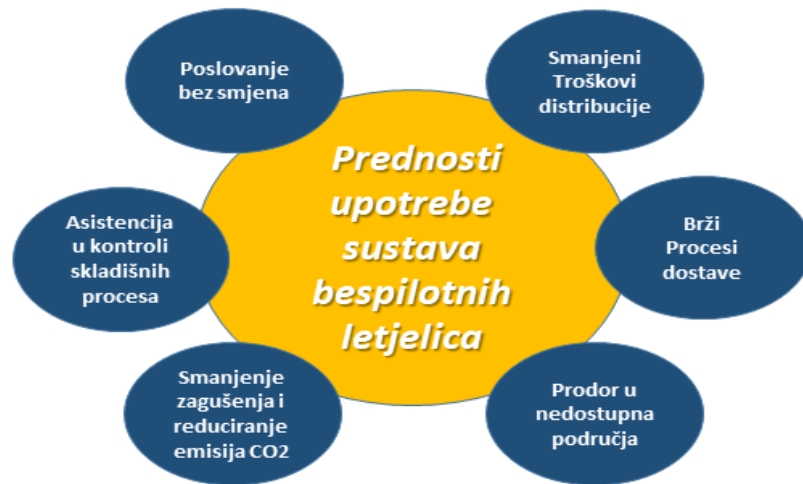 Poslovanje
bez smjena
Smanjeni
Troškovi
distribucije
Prednosti
upotrebe
sustava
bespilotnih
letjelica
Asistencija
u kontroli
skladišnih
procesa
Brži
Procesi
dostave
Smanjenje
zagušenja i
reduciranje
emisija CO2
Prodor u
nedostupna
područja